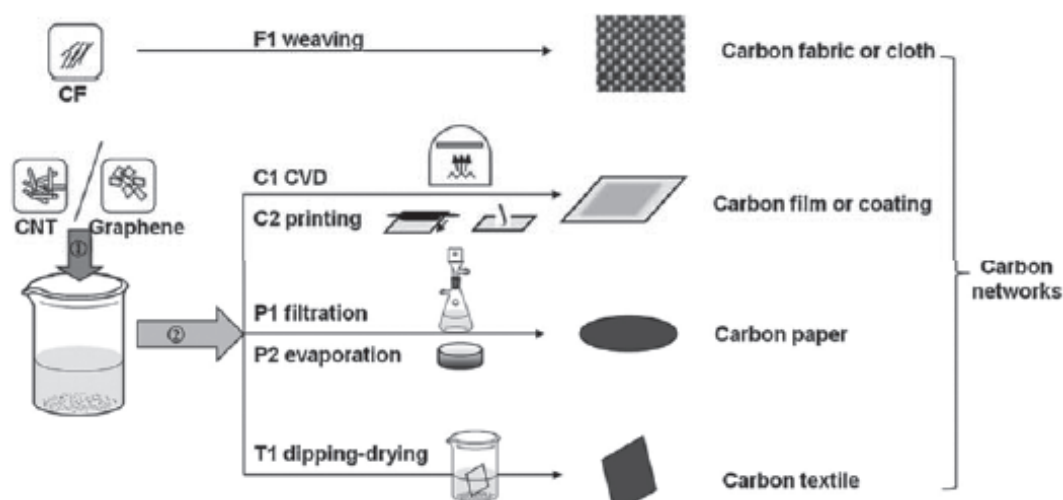 F1 weaving
Carbon fabric or cloth
CF
C1 CVD
C2 printing
Carbon film or coating
CNT
Graphene
①
②
P1 filtration
P2 evaporation
Carbon paper
T1 dipping-drying
Carbon textile
Carbon
networks